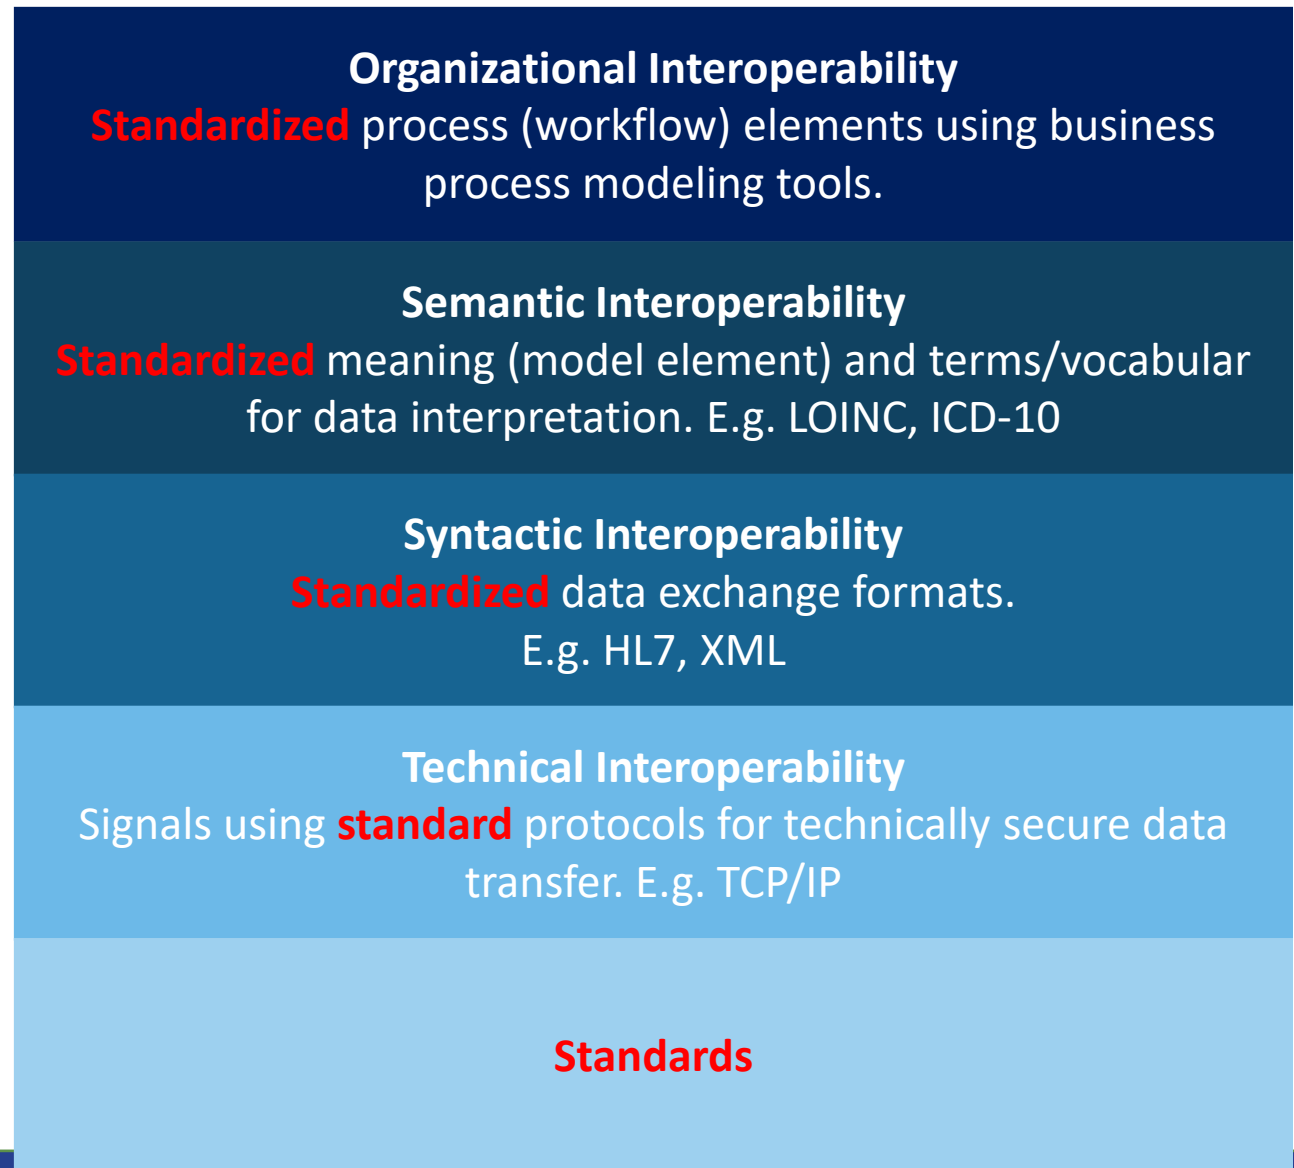 Organizational Interoperability
Standardized process (workflow) elements using business
process modeling tools.
Semantic Interoperability
Standardized meaning (model element) and terms/vocabular
for data interpretation. E.g. LOINC, ICD-10
Syntactic Interoperability
Standardized data exchange formats.
E.g. HL7, XML
Technical Interoperability
Signals using standard protocols for technically secure data
transfer. E.g. TCP/IP
Standards